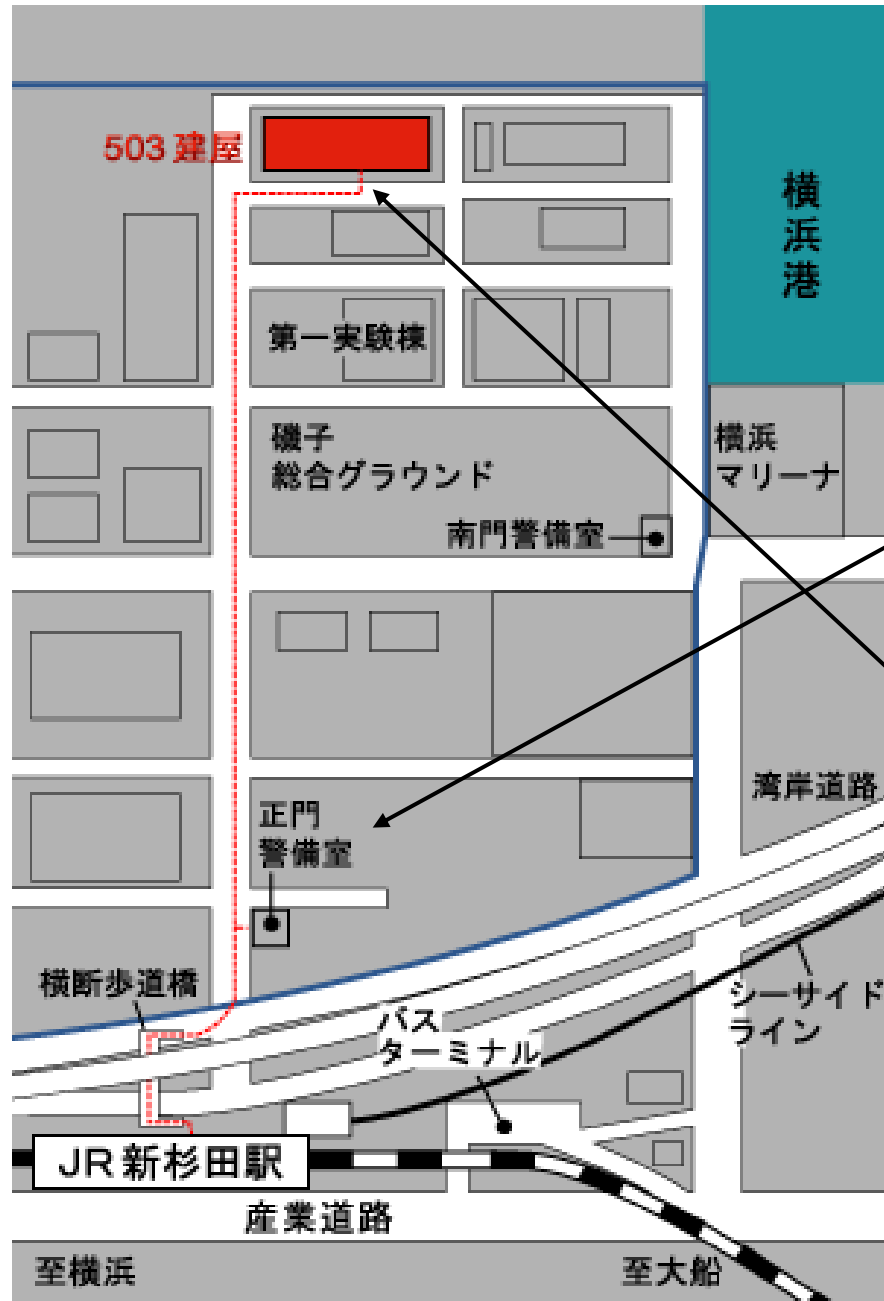 503 建屋
横浜港
第一実験棟
磯子
総合グラウンド
横浜
マリーナ
南門警備室
湾岸道路
正門
警備室
横断歩道橋
シーサイド
ライン
バス
ターミナル
JR 新杉田駅
産業道路
至横浜
至大船